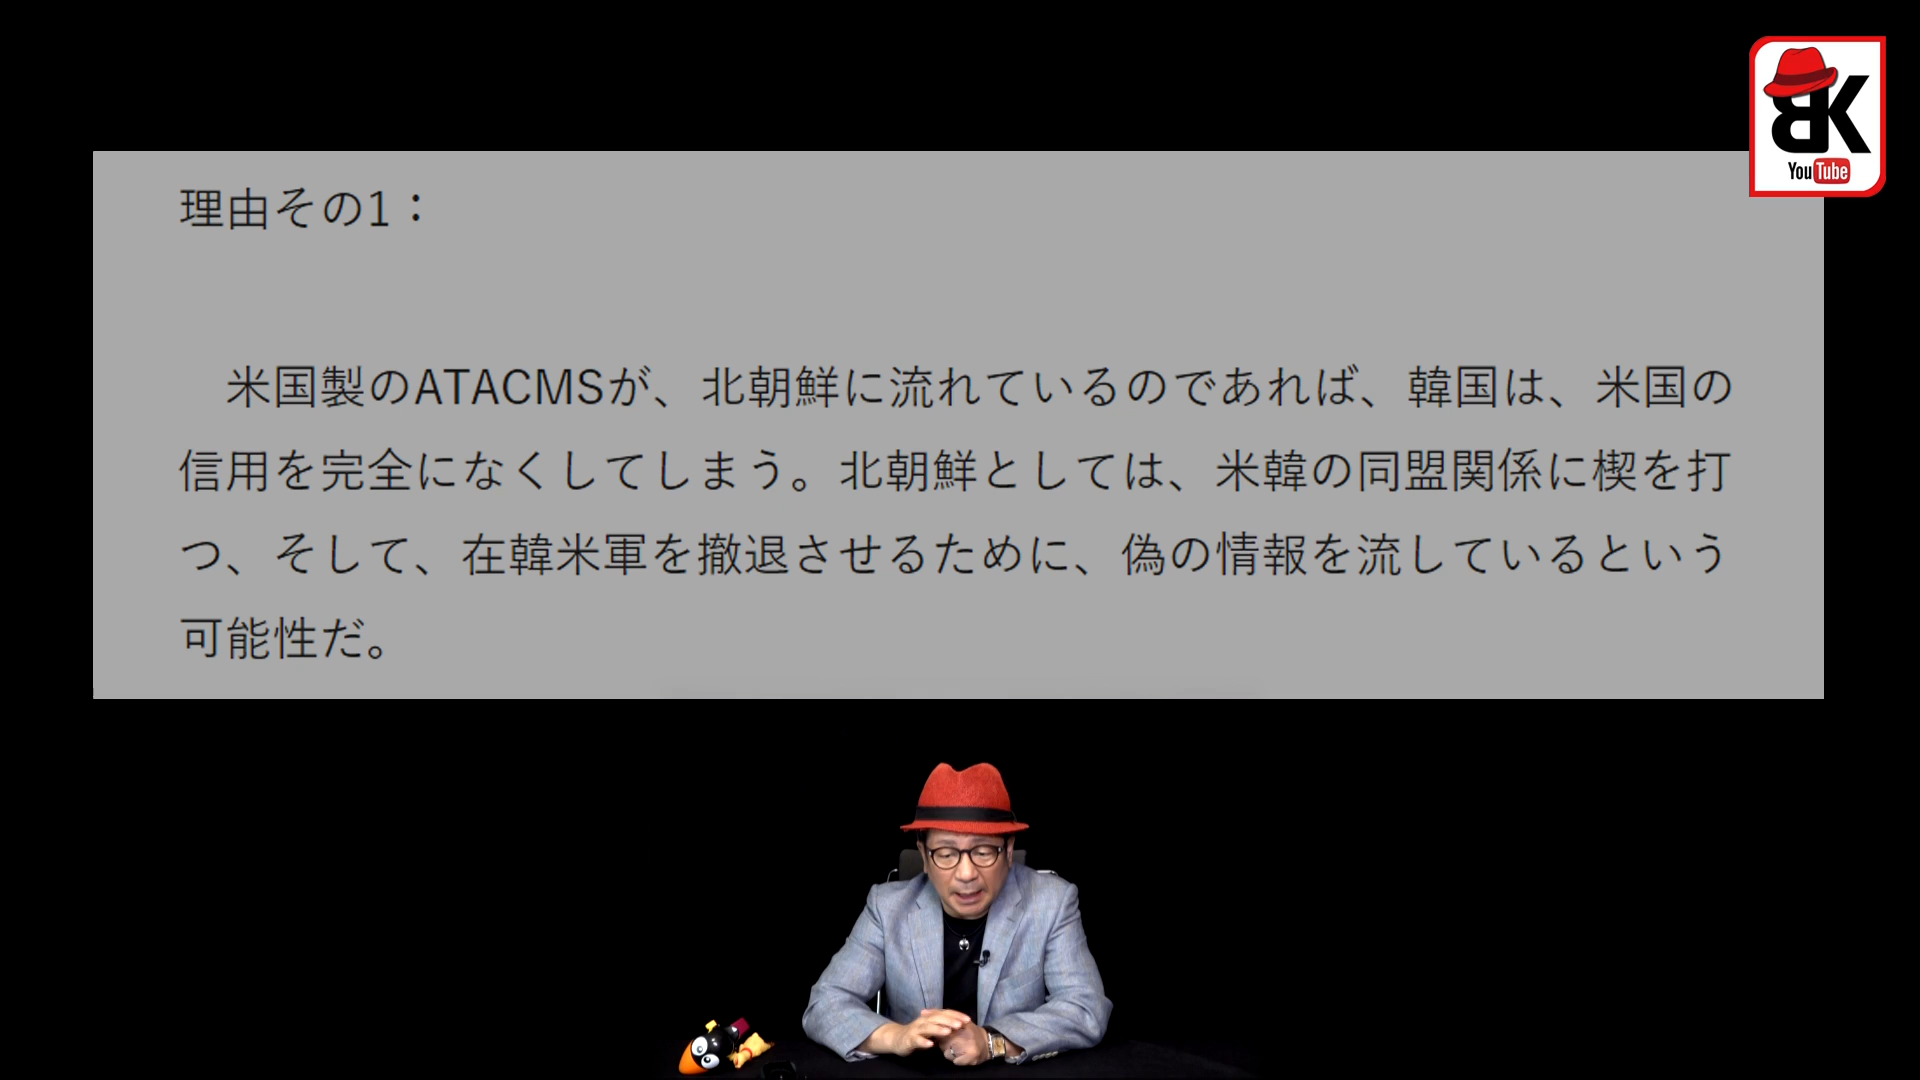 理由その1：
米国製のATACMSが、北朝鮮に流れているのであれば、韓国は、米国の
信用を完全になくしてしまう。北朝鮮としては、米韓の同盟関係に楔を打
つ、そして、在韓米軍を撤退させるために、偽の情報を流しているという
可能性だ。
BK
YouTube